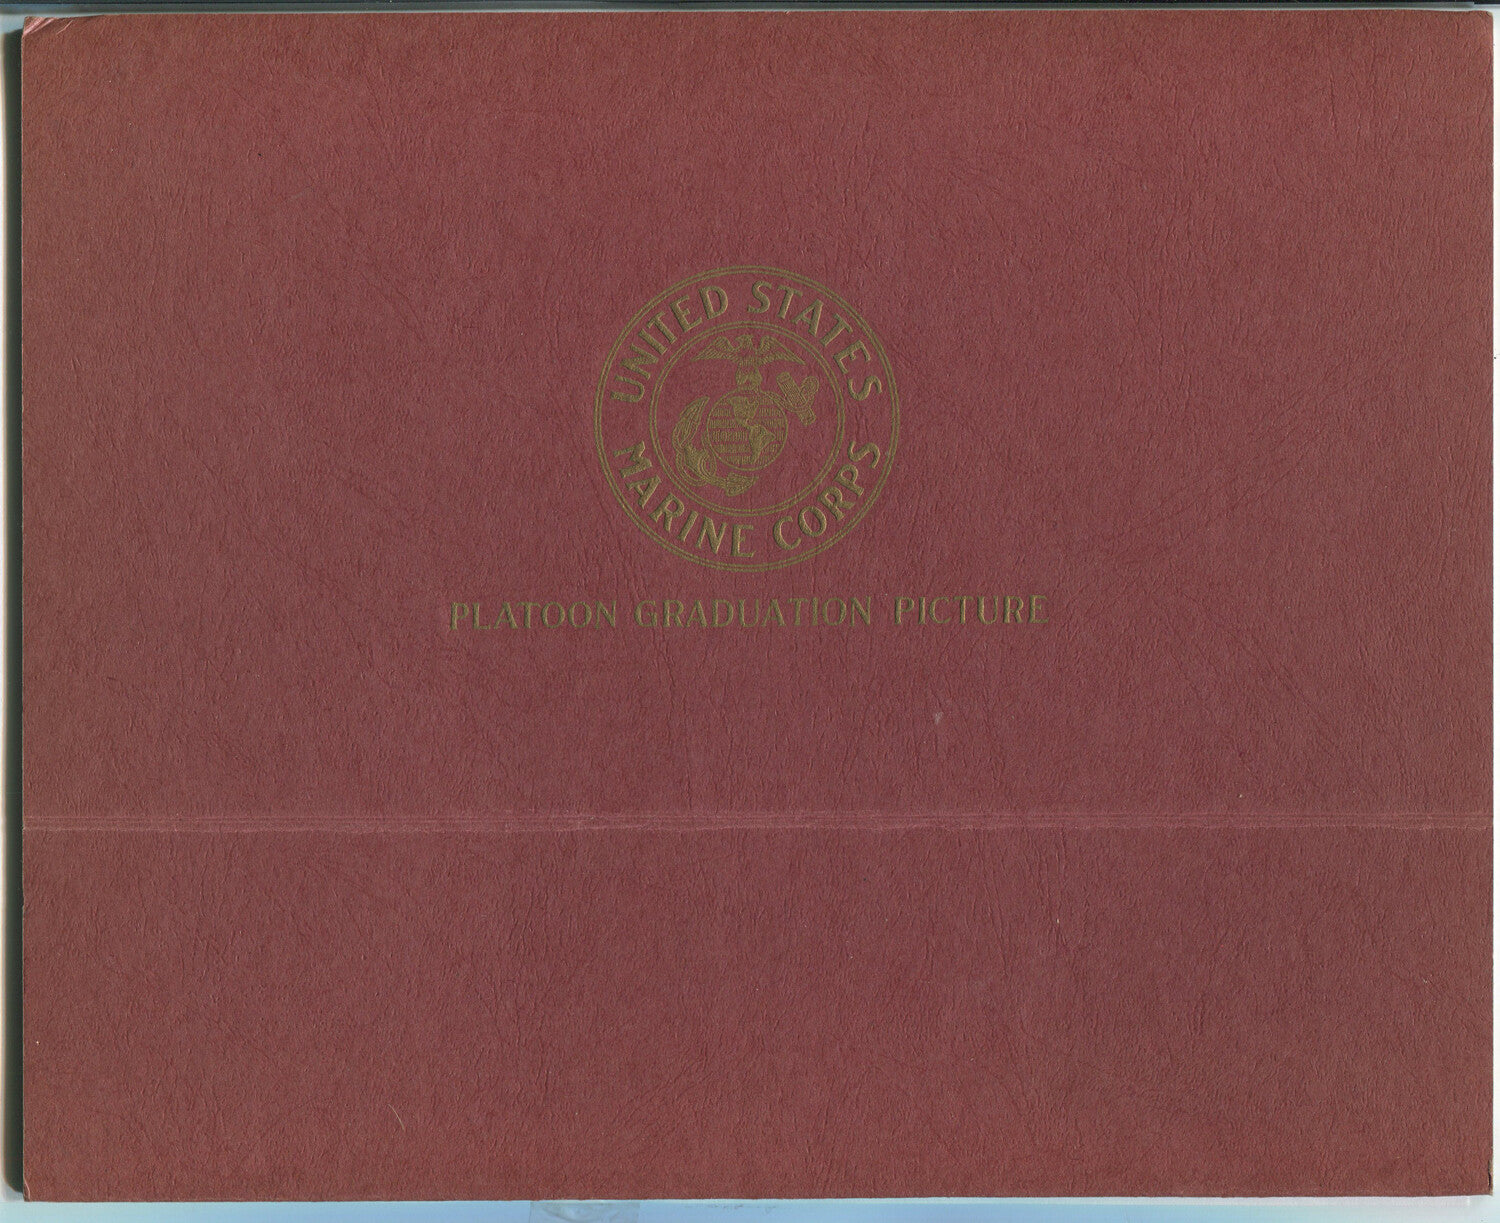 UNITED STATES
MARINE CORPS
PLATOON GRADUATION PICTURE